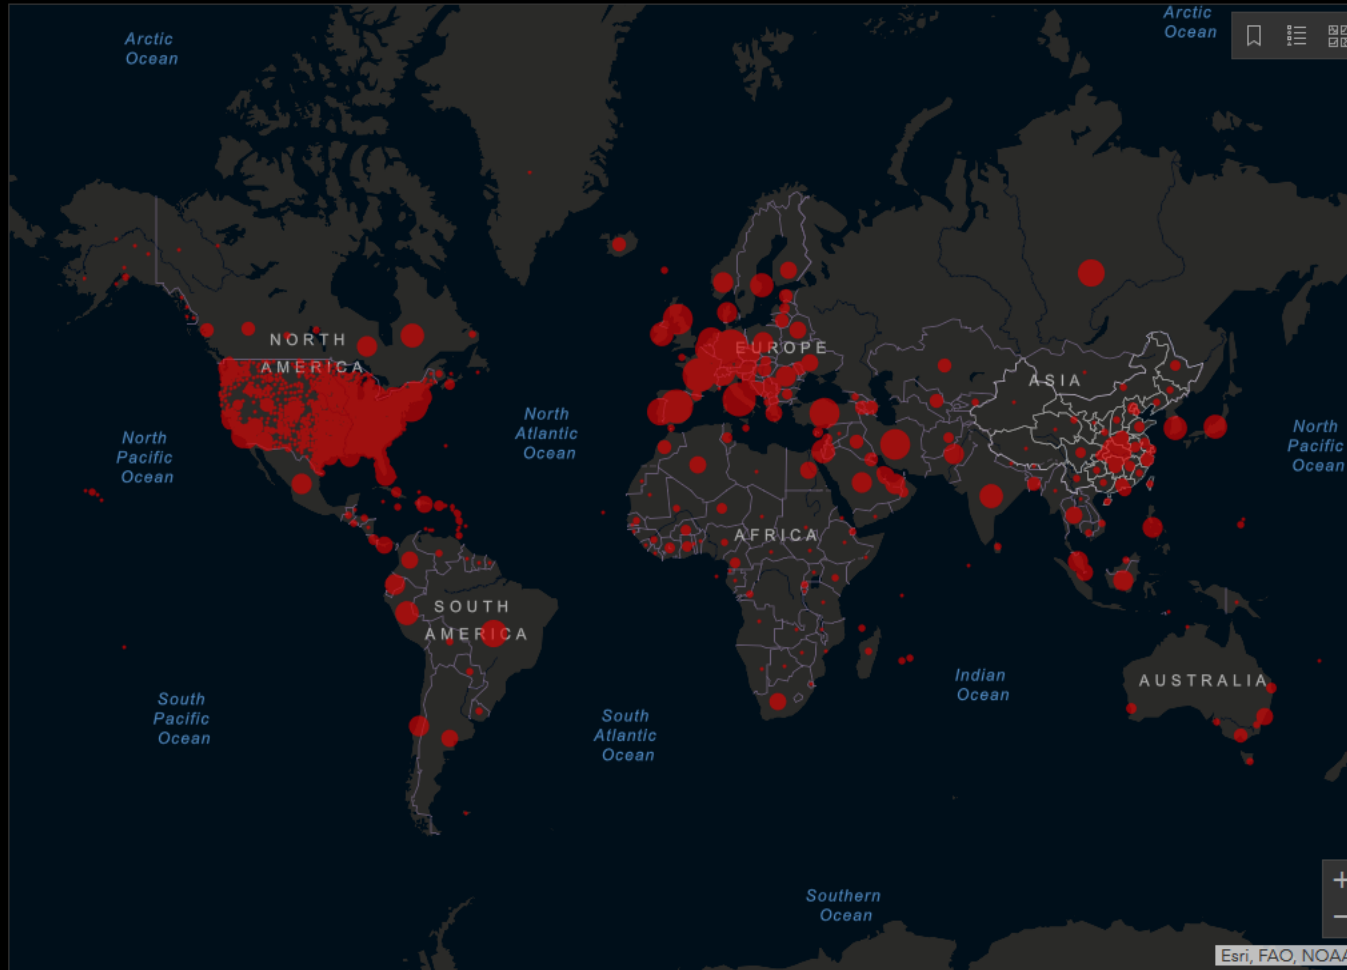 Arctic
Ocean
Arctic
Ocean
NORTH
AMERICA
EUROPE
ASIA
North
Pacific
Ocean
North
Atlantic
Ocean
North
Pacific
Ocean
AFRICA
SOUTH
AMERICA
Indian
Ocean
AUSTRALIA
South
Pacific
Ocean
South
Atlantic
Ocean
Southern
Ocean
+
−
Esri, FAO, NOAA